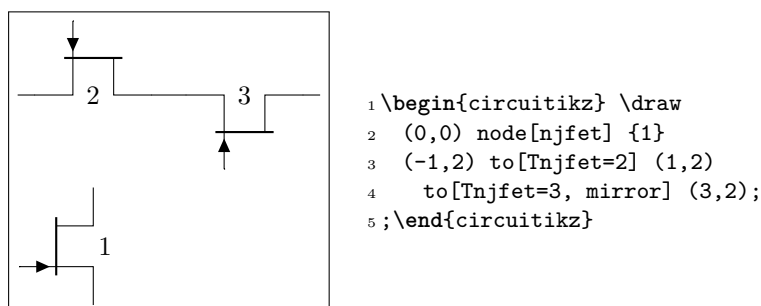 2
3
1
1 \begin{circuitikz} \draw
2 (0,0) node[njfet] {1}
3 (-1,2) to[Tnjfet=2] (1,2)
4 to[Tnjfet=3, mirror] (3,2);
5 ;\end{circuitikz}